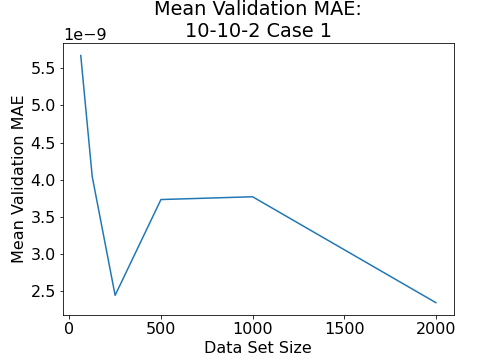 Mean Validation MAE:
10-10-2 Case 1
1e−9
5.5
5.0
4.5
4.0
3.5
3.0
2.5
Mean Validation MAE
0 500 1000 1500 2000
Data Set Size